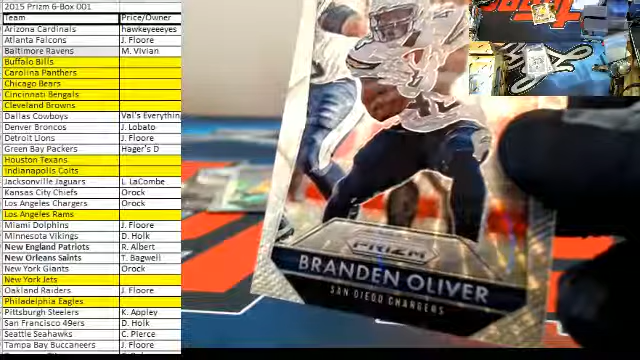 2015 Prizm 6-Box 001
Team Price/Owner
Arizona Cardinals hawkeyeeyes
Atlanta Falcons J. Floore
Baltimore Ravens M. Vivian
Buffalo Bills
Carolina Panthers
Chicago Bears
Cincinnati Bengals
Cleveland Browns
Dallas Cowboys Val's Everythin
Denver Broncos J. Lobato
Detroit Lions J. Floore
Green Bay Packers Hager's D
Houston Texans
Indianapolis Colts
Jacksonville Jaguars L. LaCombe
Kansas City Chiefs Orock
Los Angeles Chargers Orock
Los Angeles Rams
Miami Dolphins J. Floore
Minnesota Vikings D. Holk
New England Patriots R. Albert
New Orleans Saints T. Bagwell
New York Giants Orock
New York Jets
Oakland Raiders J. Floore
Philadelphia Eagles
Pittsburgh Steelers K. Appley
San Francisco 49ers D. Holk
Seattle Seahawks C. Pierce
Tampa Bay Buccaneers J. Floore
PRIZM
BRANDEN OLIVER
SAN DIEGO CHARGERS